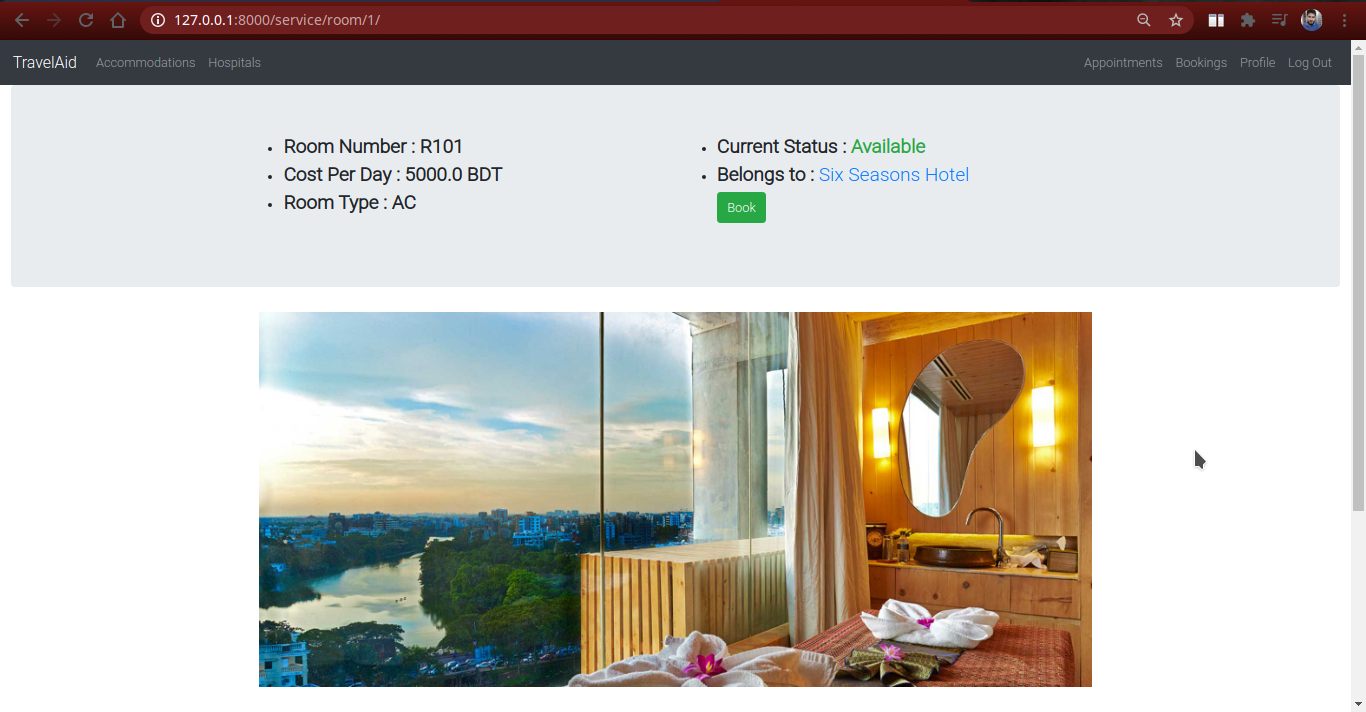 127.0.0.1:8000/service/room/1/
TravelAid Accommodations Hospitals Appointments Bookings Profile Log Out
Room Number : R101
Cost Per Day : 5000.0 BDT
Room Type : AC
Current Status : Available
Belongs to : Six Seasons Hotel
Book